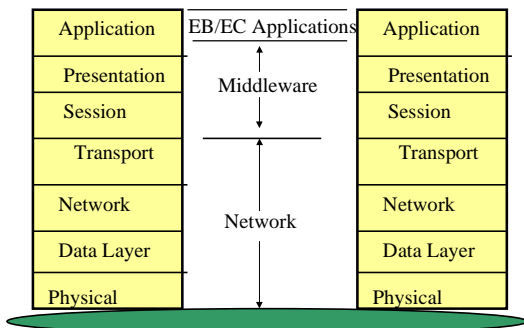 Application
Presentation
Session
Transport
Network
Data Layer
Physical
EB/EC Applications
Middleware
Network
Application
Presentation
Session
Transport
Network
Data Layer
Physical